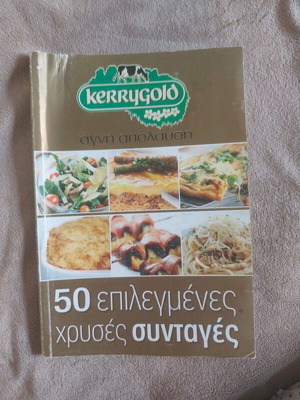 kerrygold
αγνή απόλαυση
50 επιλεγμένες
χρυσές συνταγές